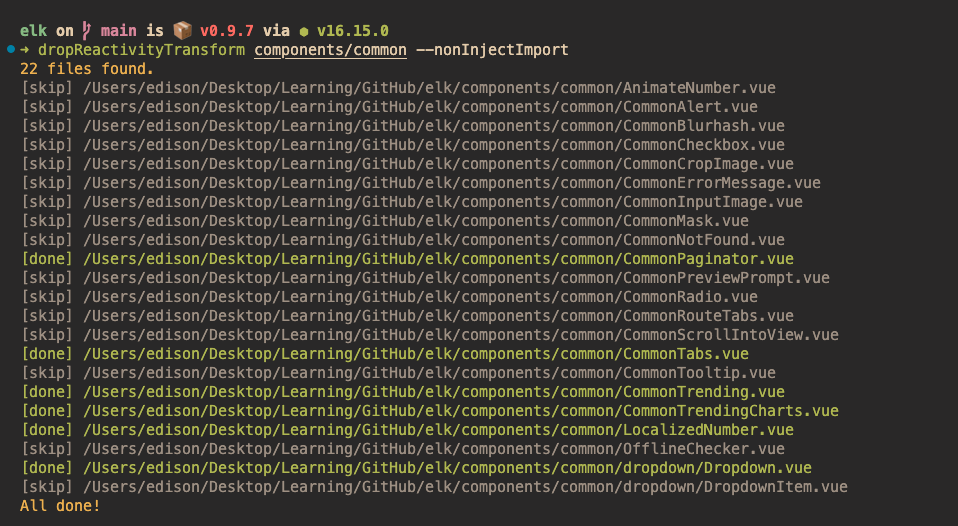 elk on main is 📦 v0.9.7 via v16.15.0
➜ dropReactivityTransform components/common --nonInjectImport
22 files found.
[skip] /Users/edison/Desktop/Learning/GitHub/elk/components/common/AnimateNumber.vue
[skip] /Users/edison/Desktop/Learning/GitHub/elk/components/common/CommonAlert.vue
[skip] /Users/edison/Desktop/Learning/GitHub/elk/components/common/CommonBlurhash.vue
[skip] /Users/edison/Desktop/Learning/GitHub/elk/components/common/CommonCheckbox.vue
[skip] /Users/edison/Desktop/Learning/GitHub/elk/components/common/CommonCropImage.vue
[skip] /Users/edison/Desktop/Learning/GitHub/elk/components/common/CommonErrorMessage.vue
[skip] /Users/edison/Desktop/Learning/GitHub/elk/components/common/CommonInputImage.vue
[skip] /Users/edison/Desktop/Learning/GitHub/elk/components/common/CommonMask.vue
[skip] /Users/edison/Desktop/Learning/GitHub/elk/components/common/CommonNotFound.vue
[done] /Users/edison/Desktop/Learning/GitHub/elk/components/common/CommonPaginator.vue
[skip] /Users/edison/Desktop/Learning/GitHub/elk/components/common/CommonPreviewPrompt.vue
[skip] /Users/edison/Desktop/Learning/GitHub/elk/components/common/CommonRadio.vue
[skip] /Users/edison/Desktop/Learning/GitHub/elk/components/common/CommonRouteTabs.vue
[skip] /Users/edison/Desktop/Learning/GitHub/elk/components/common/CommonScrollIntoView.vue
[done] /Users/edison/Desktop/Learning/GitHub/elk/components/common/CommonTabs.vue
[skip] /Users/edison/Desktop/Learning/GitHub/elk/components/common/CommonTooltip.vue
[done] /Users/edison/Desktop/Learning/GitHub/elk/components/common/CommonTrending.vue
[done] /Users/edison/Desktop/Learning/GitHub/elk/components/common/CommonTrendingCharts.vue
[done] /Users/edison/Desktop/Learning/GitHub/elk/components/common/LocalizedNumber.vue
[skip] /Users/edison/Desktop/Learning/GitHub/elk/components/common/OfflineChecker.vue
[done] /Users/edison/Desktop/Learning/GitHub/elk/components/common/dropdown/Dropdown.vue
[skip] /Users/edison/Desktop/Learning/GitHub/elk/components/common/dropdown/DropdownItem.vue
All done!